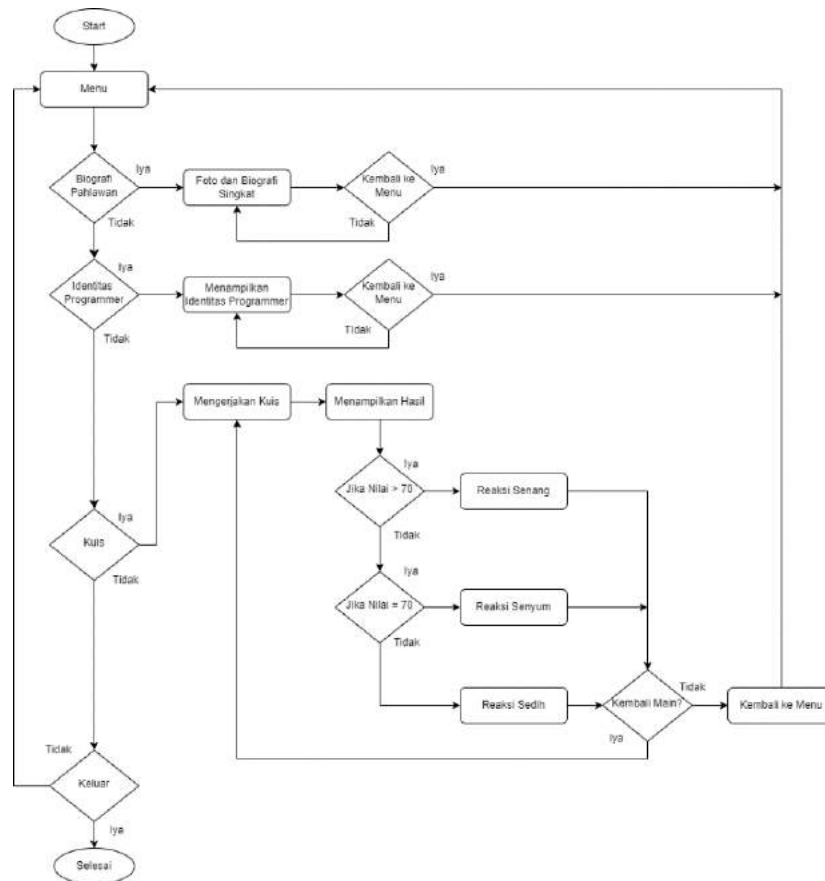 Start
Menu
Biografi
Pahlawan
Iya
Tidak
Foto dan Biografi
Singkat
Kembali ke
Menu
Iya
Tidak
Identitas
Programmer
Iya
Tidak
Menampilkan
Identitas Programmer
Kembali ke
Menu
Iya
Tidak
Kuis
Iya
Tidak
Mengerjakan Kuis
Menampilkan Hasil
Jika Nilai > 70
Iya
Tidak
Reaksi Senang
Jika Nilai = 70
Iya
Tidak
Reaksi Senyum
Reaksi Sedih
Kembali Main?
Tidak
Iya
Kembali ke Menu
Keluar
Tidak
Iya
Selesai